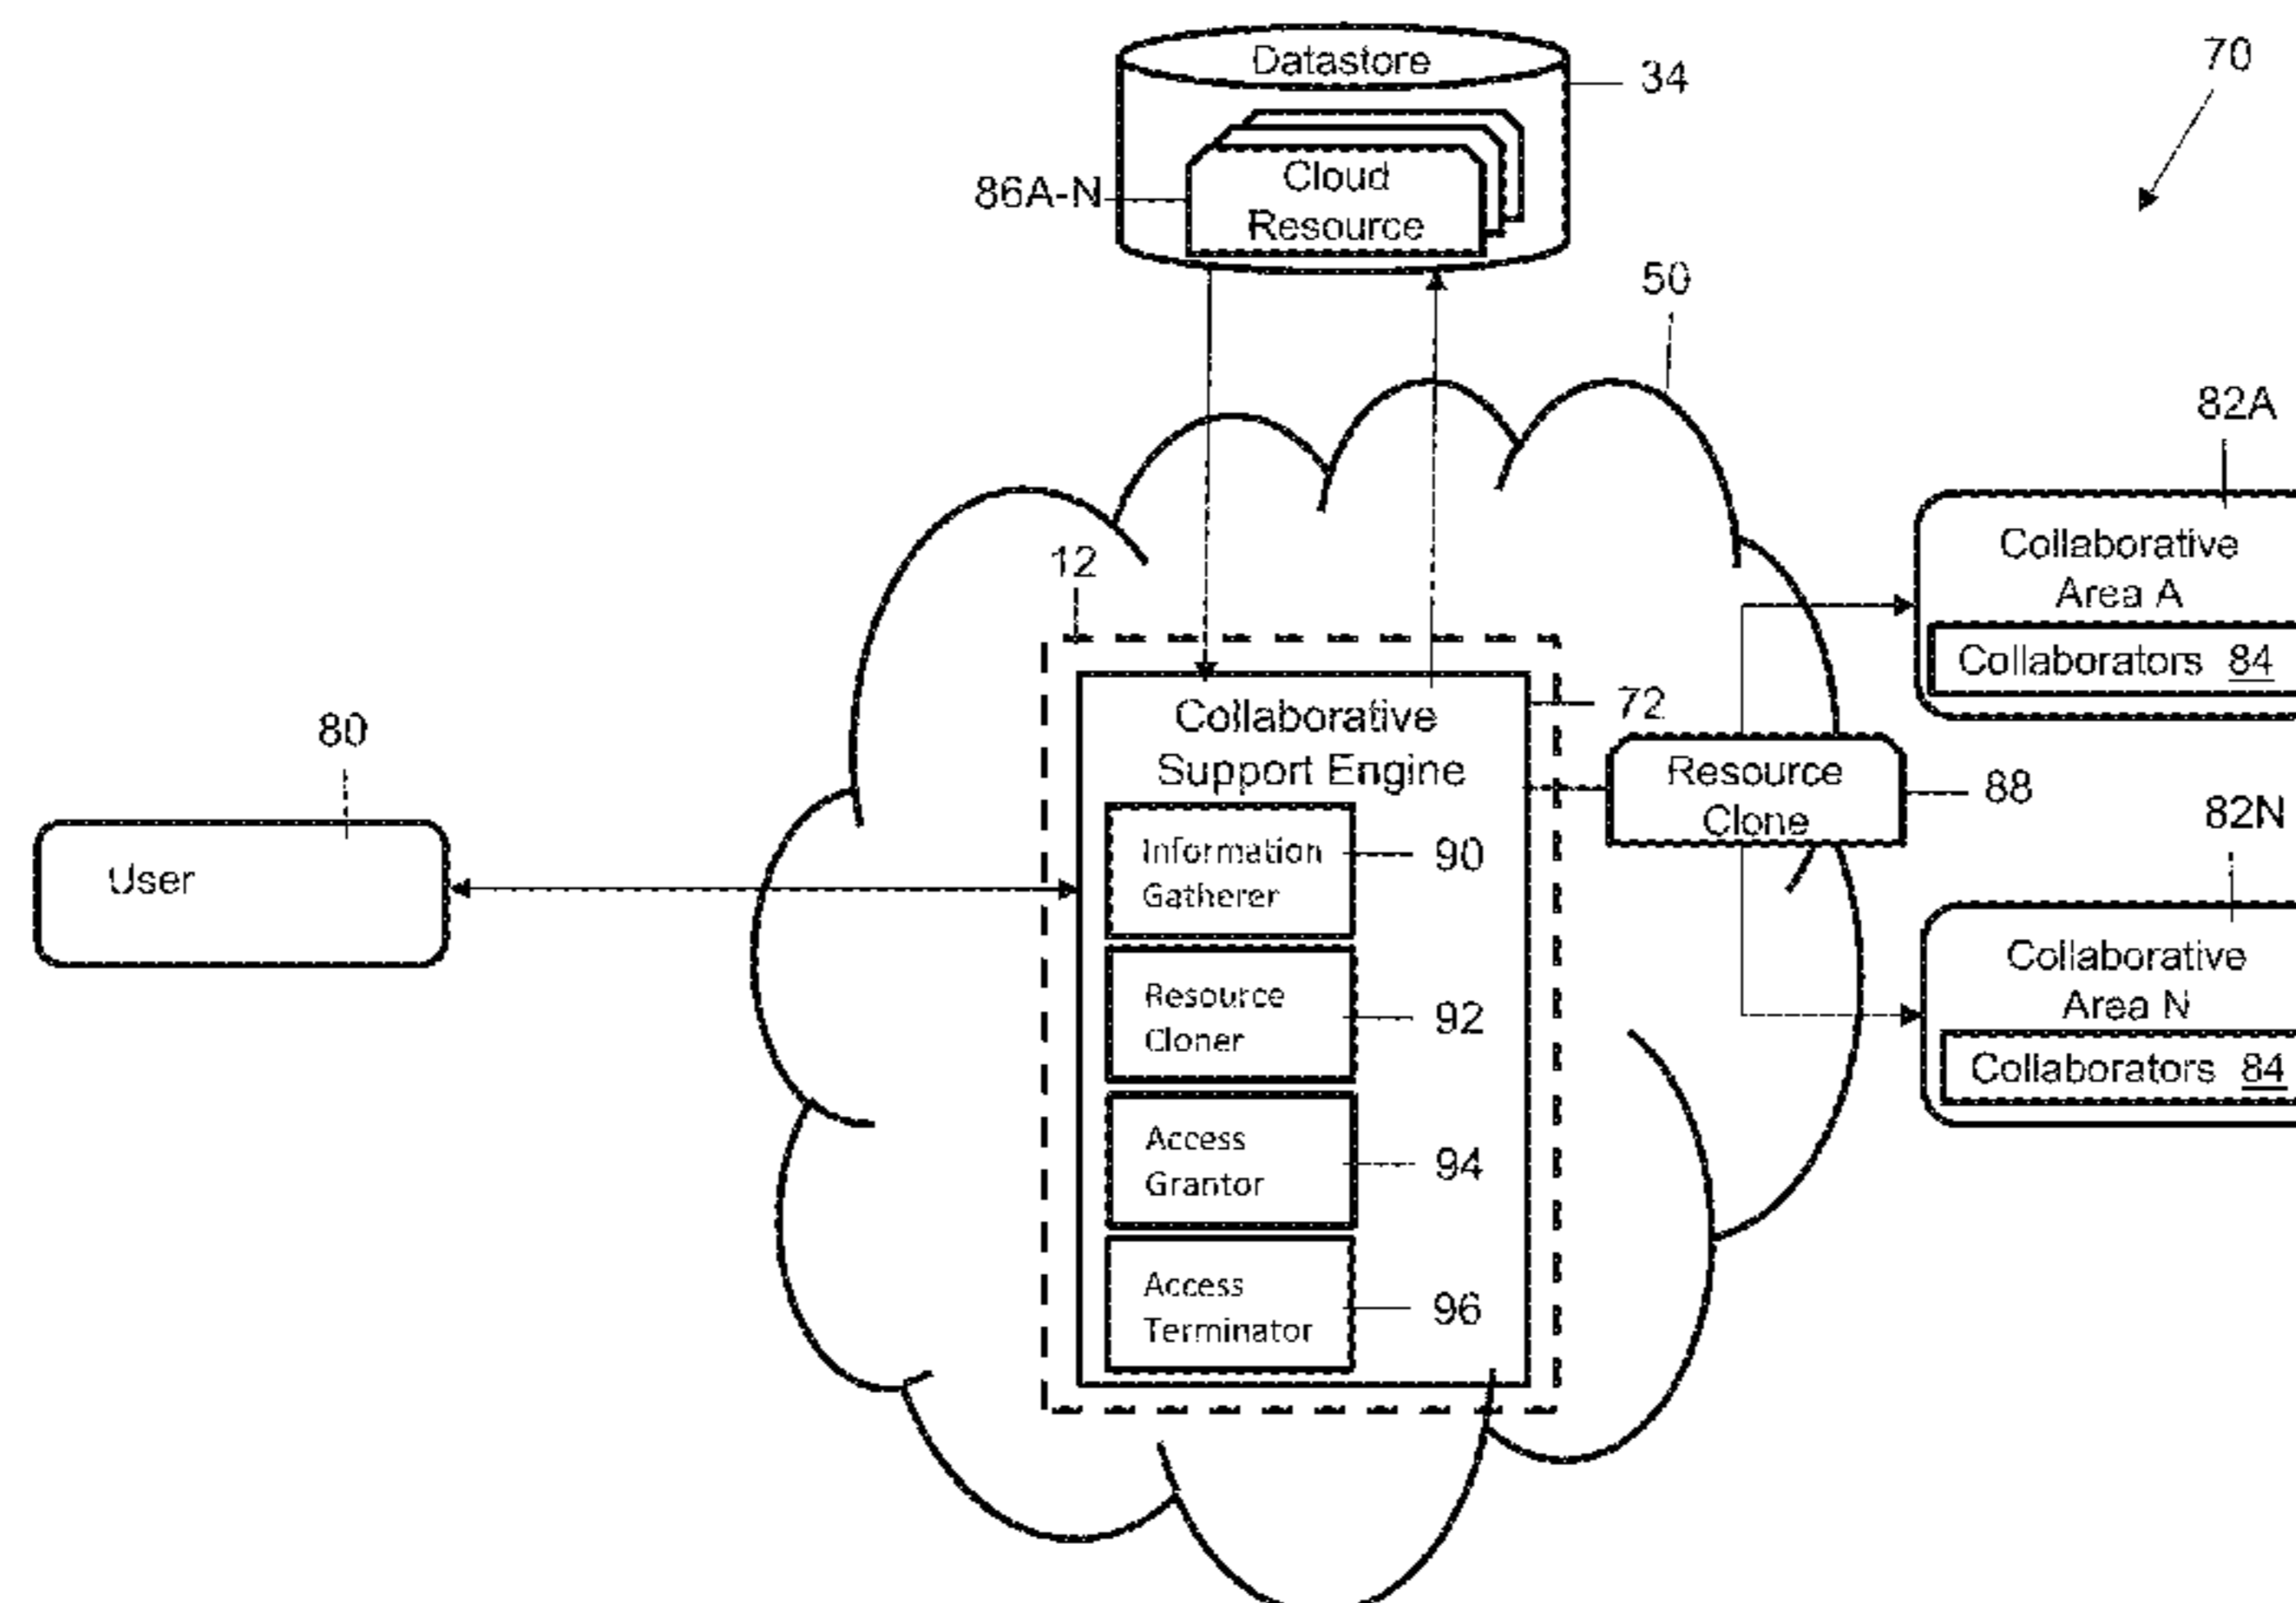 Datastore
34
70
86A-N
Cloud
Resource
50
82A
12
Collaborative
Area A
Collaborators 84
72
Collaborative
Support Engine
80
User
Resource
Clone
88
82N
Information
Gatherer
90
Collaborative
Area N
Collaborators 84
Resource
Cloner
92
Access
Grantor
94
Access
Terminator
96